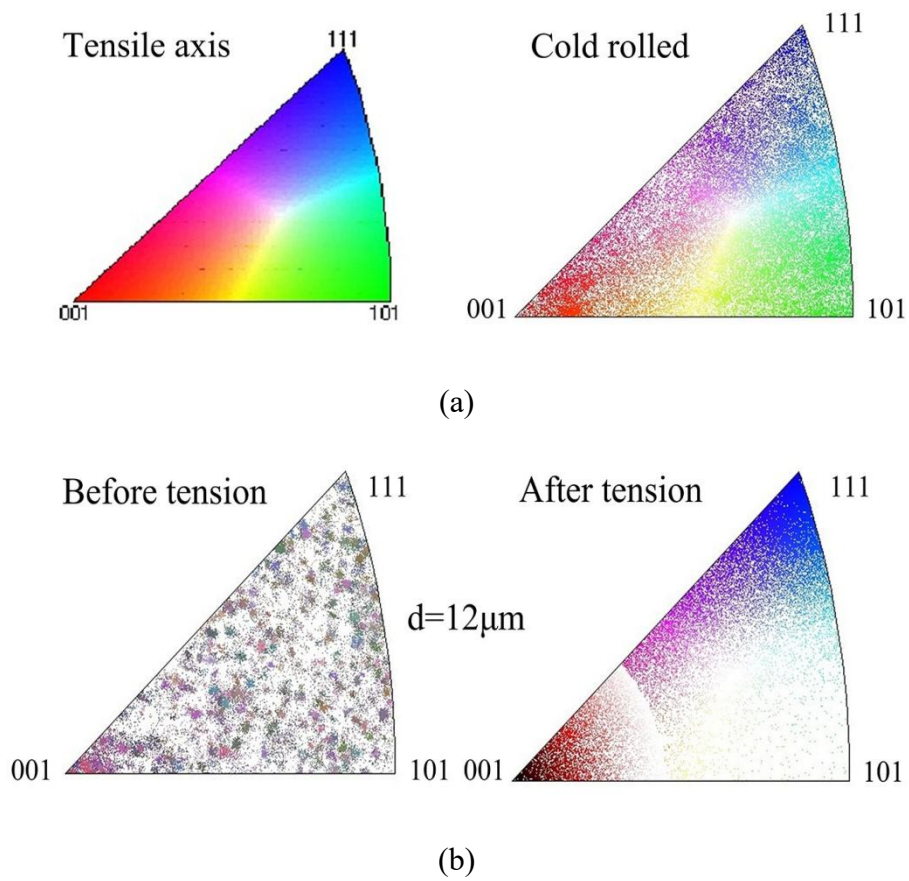 Tensile axis
111
001
101
Cold rolled
111
001
101
(a)
Before tension
111
001
101
d=12μm
After tension
111
001
101
(b)